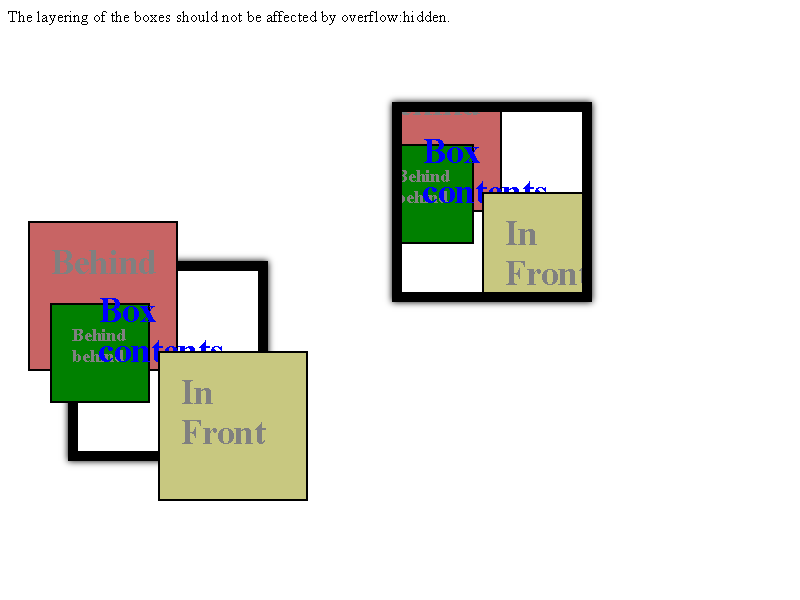 The layering of the boxes should not be affected by overflow:hidden.
Behind
Box
contents
Behind
behind
In
Front
Box
contents
Behind
behind
In
Front